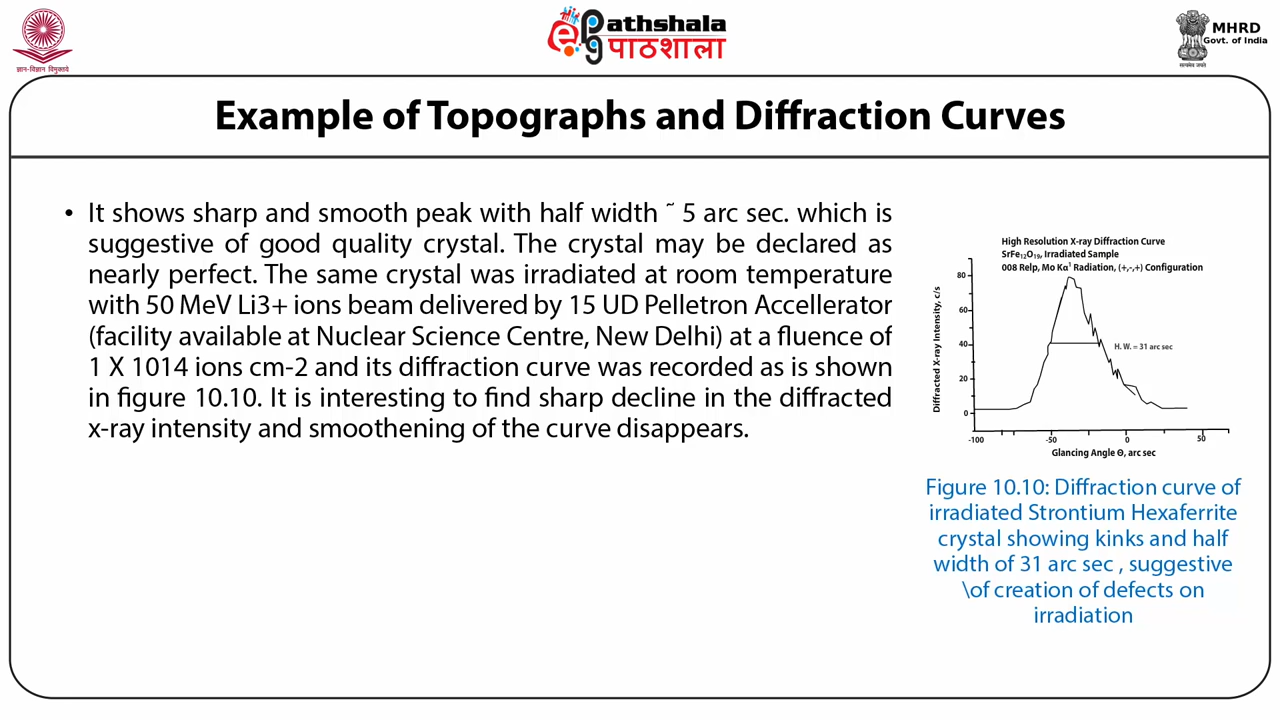 ज्ञान-विज्ञान विमुक्तये
ePathshala
पाठशाला
MHRD
Govt. of India
सत्यमेव जयते
Example of Topographs and Diffraction Curves
• It shows sharp and smooth peak with half width ˜ 5 arc sec. which is
suggestive of good quality crystal. The crystal may be declared as
nearly perfect. The same crystal was irradiated at room temperature
with 50 MeV Li3+ ions beam delivered by 15 UD Pelletron Accellerator
(facility available at Nuclear Science Centre, New Delhi) at a fluence of
1 X 1014 ions cm-2 and its diffraction curve was recorded as is shown
in figure 10.10. It is interesting to find sharp decline in the diffracted
x-ray intensity and smoothening of the curve disappears.
High Resolution X-ray Diffraction Curve
SrFe₁₂O₁₉, Irradiated Sample
008 Relp, Mo Kα¹ Radiation, (+,-,+) Configuration
Diffracted X-ray Intensity, c/s
80
60
40
20
0
H. W. = 31 arc sec
-100 -50 0 50
Glancing Angle Θ, arc sec
Figure 10.10: Diffraction curve of
irradiated Strontium Hexaferrite
crystal showing kinks and half
width of 31 arc sec , suggestive
\of creation of defects on
irradiation